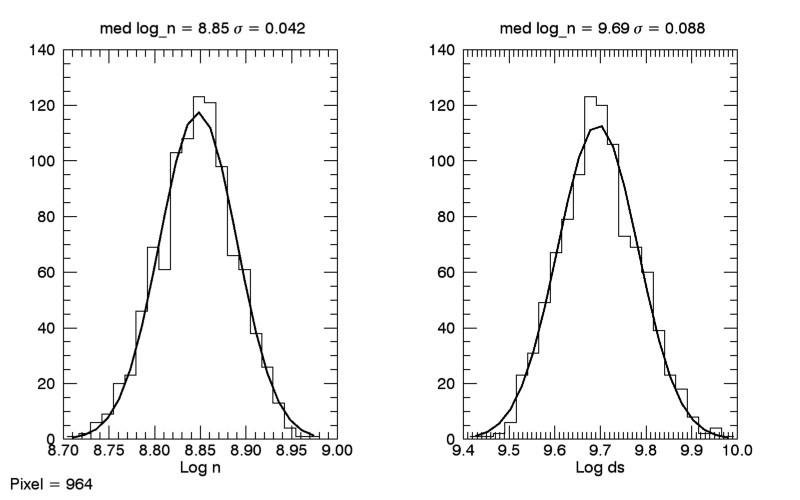 med log_n = 8.85 σ = 0.042
med log_n = 9.69 σ = 0.088
140
120
100
80
60
40
20
0
8.70 8.75 8.80 8.85 8.90 8.95 9.00
Log n
140
120
100
80
60
40
20
0
9.4 9.5 9.6 9.7 9.8 9.9 10.0
Log ds
Pixel = 964